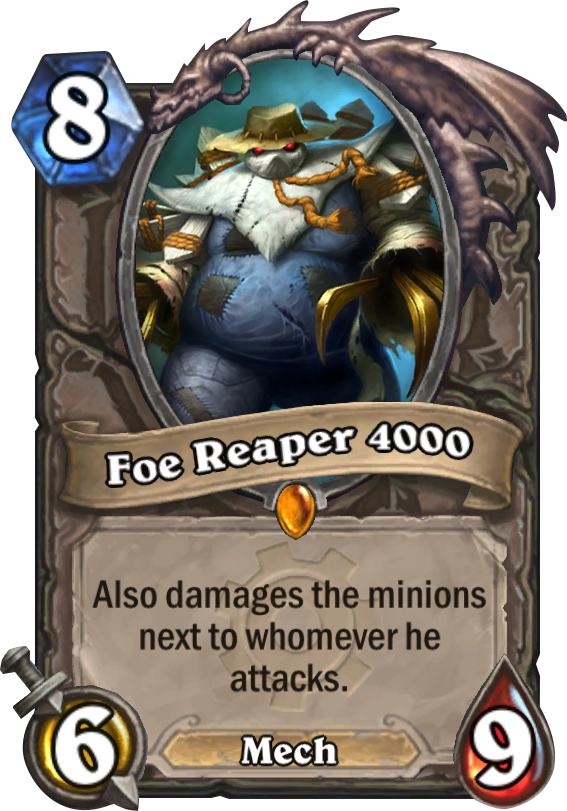 8
Foe Reaper 4000
Also damages the minions
next to whomever he
attacks.
6
Mech
9